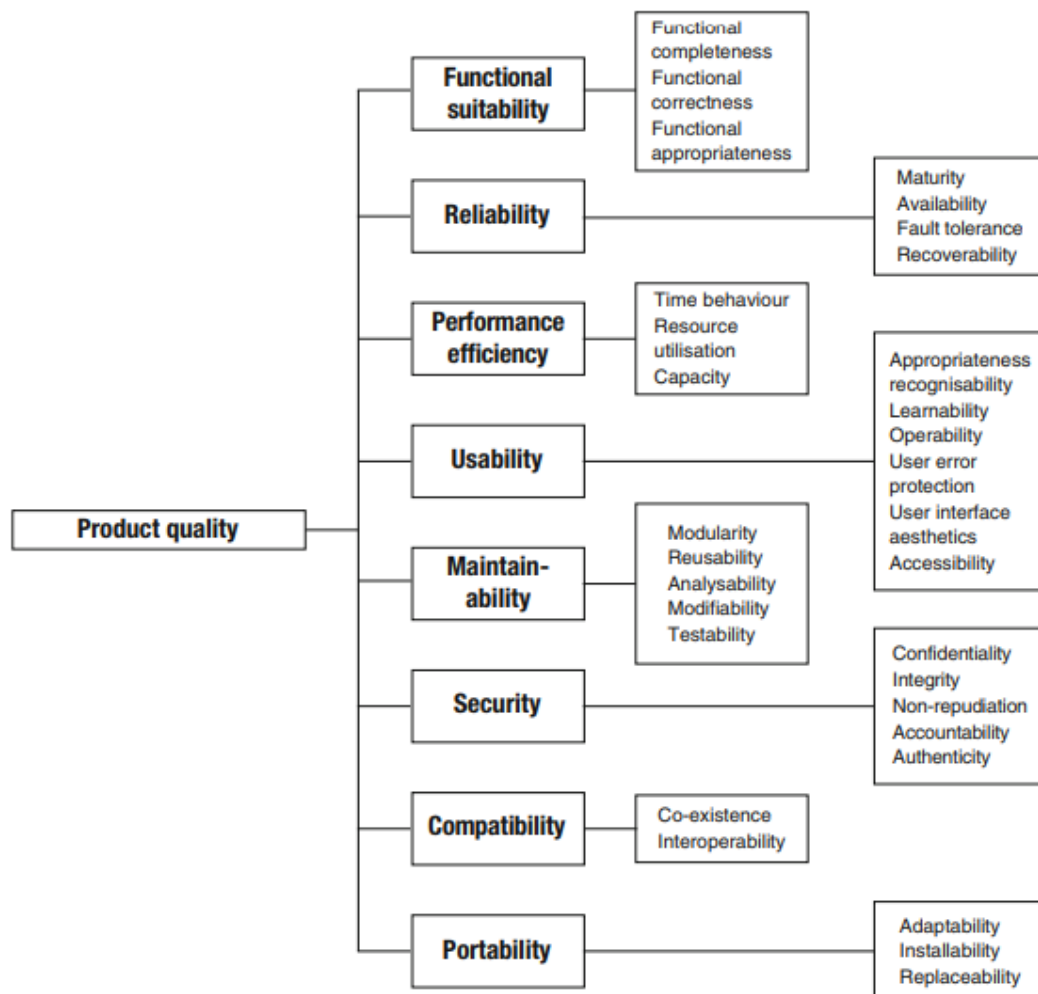 Product quality
Functional
suitability
Functional
completeness
Functional
correctness
Functional
appropriateness
Reliability
Maturity
Availability
Fault tolerance
Recoverability
Performance
efficiency
Time behaviour
Resource
utilisation
Capacity
Usability
Appropriateness
recognisability
Learnability
Operability
User error
protection
User interface
aesthetics
Accessibility
Maintain-
ability
Modularity
Reusability
Analysability
Modifiability
Testability
Security
Confidentiality
Integrity
Non-repudiation
Accountability
Authenticity
Compatibility
Co-existence
Interoperability
Portability
Adaptability
Installability
Replaceability